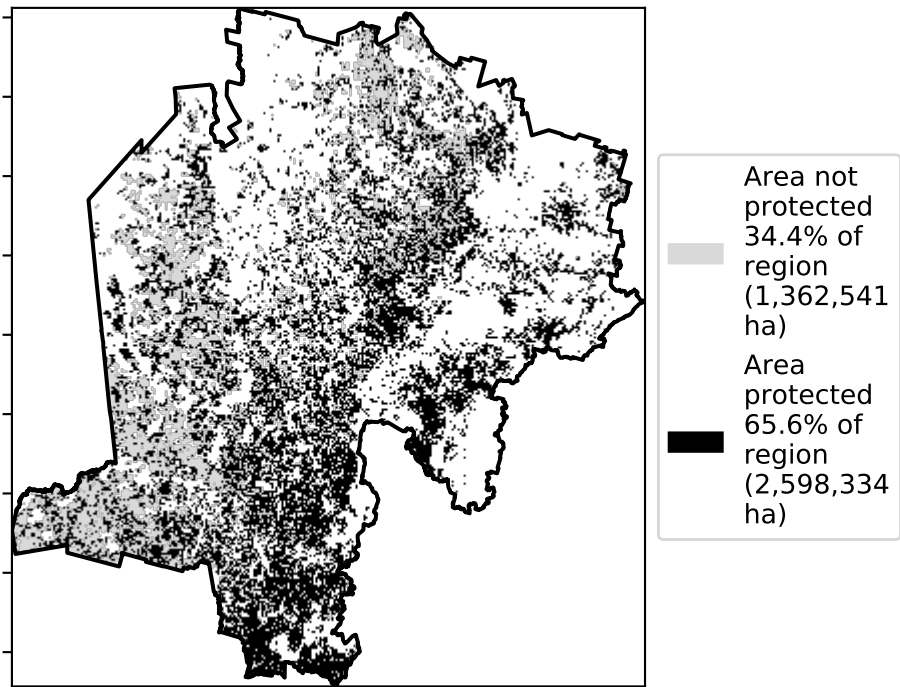 Area not
protected
34.4% of
region
(1,362,541
ha)
Area
protected
65.6% of
region
(2,598,334
ha)